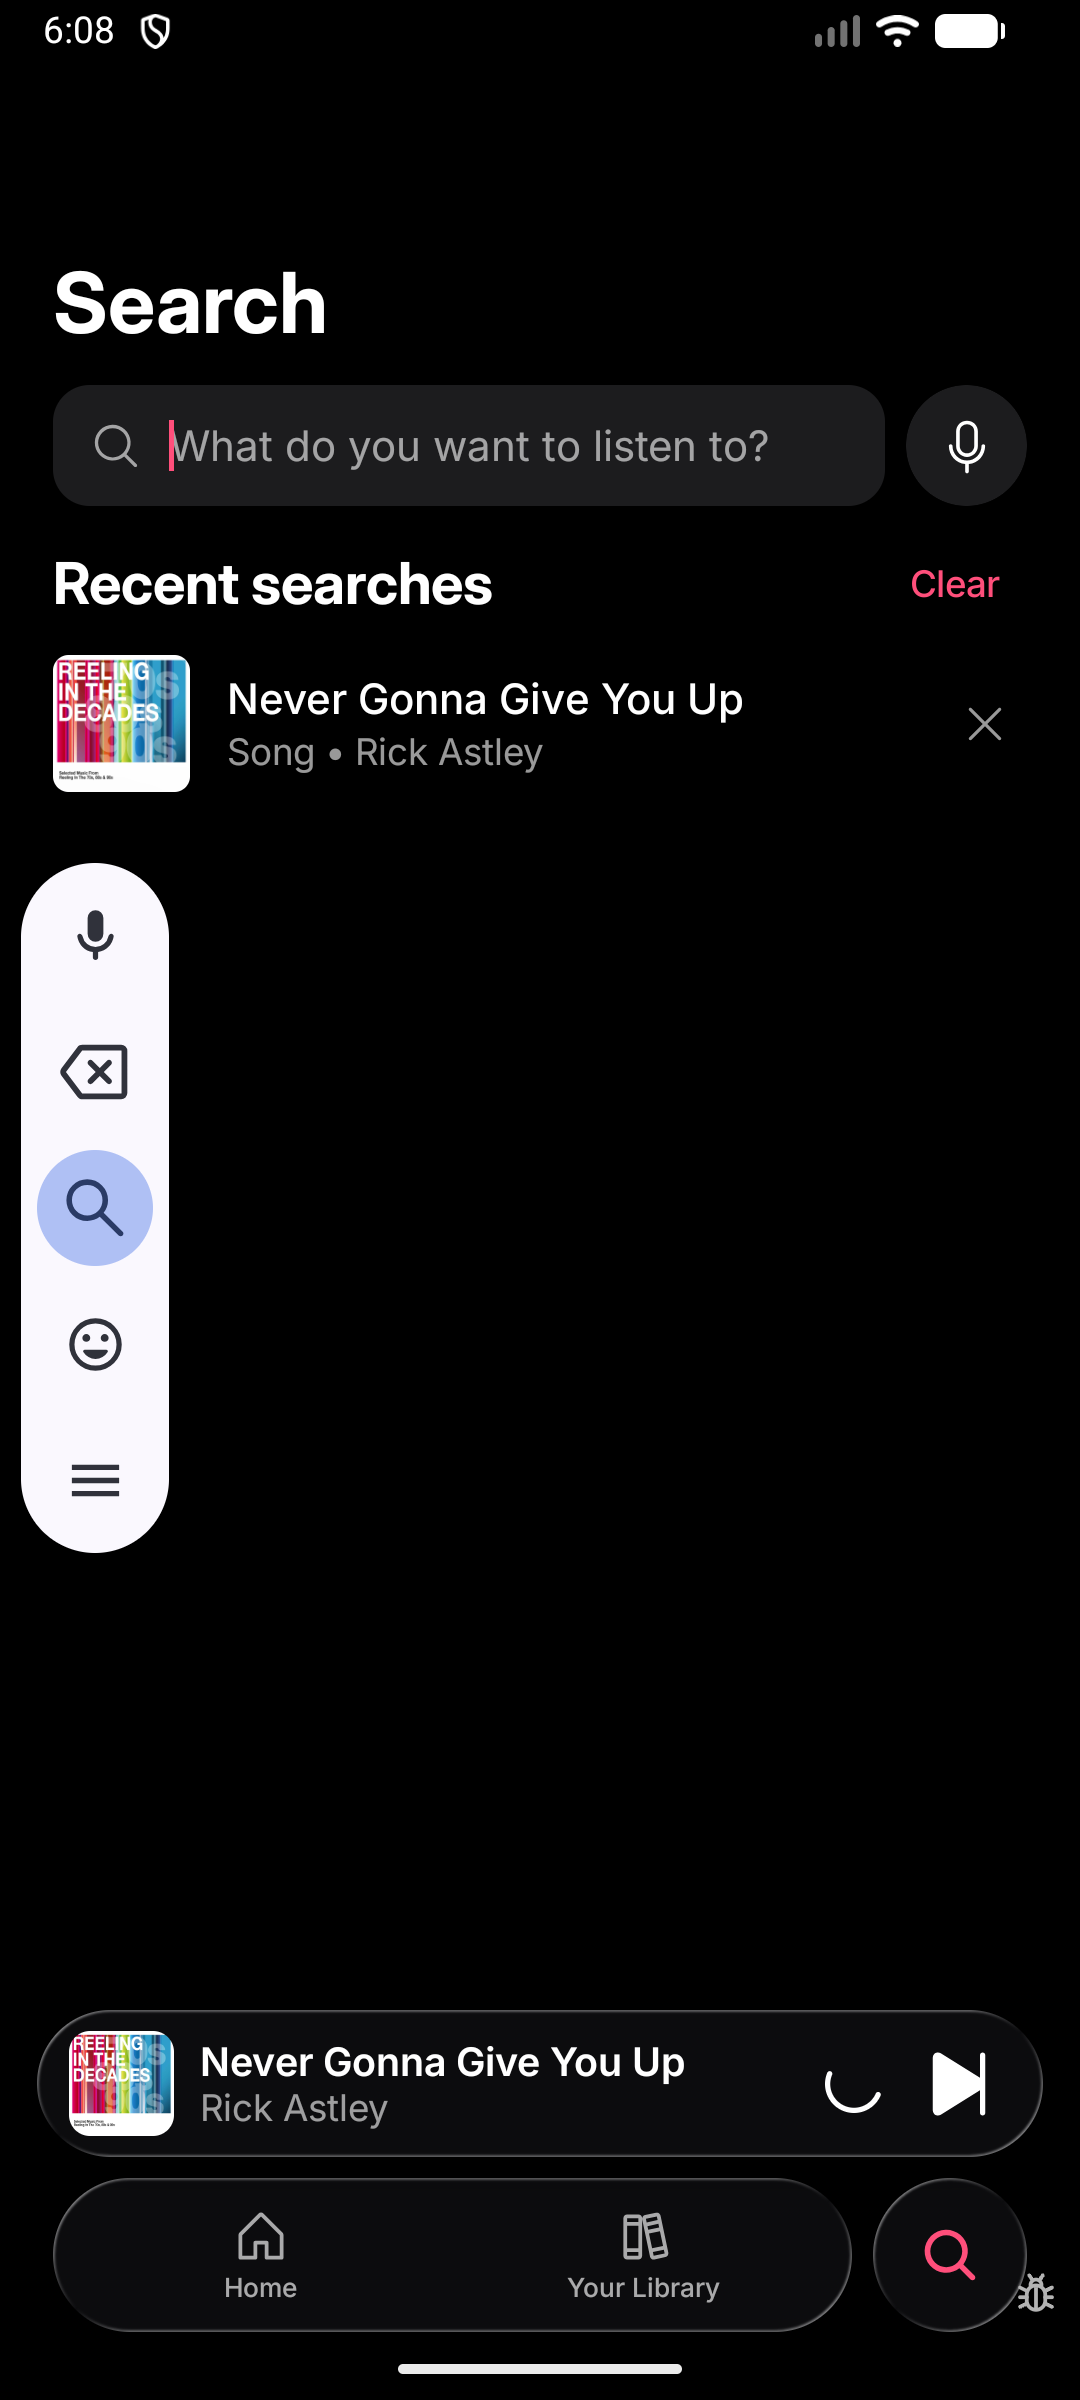 6:08
Search
What do you want to listen to?
Recent searches
Clear
REELING
IN THE
DECADES
Never Gonna Give You Up
Song • Rick Astley
REELING
IN THE
DECADES
Never Gonna Give You Up
Rick Astley
Home
Your Library